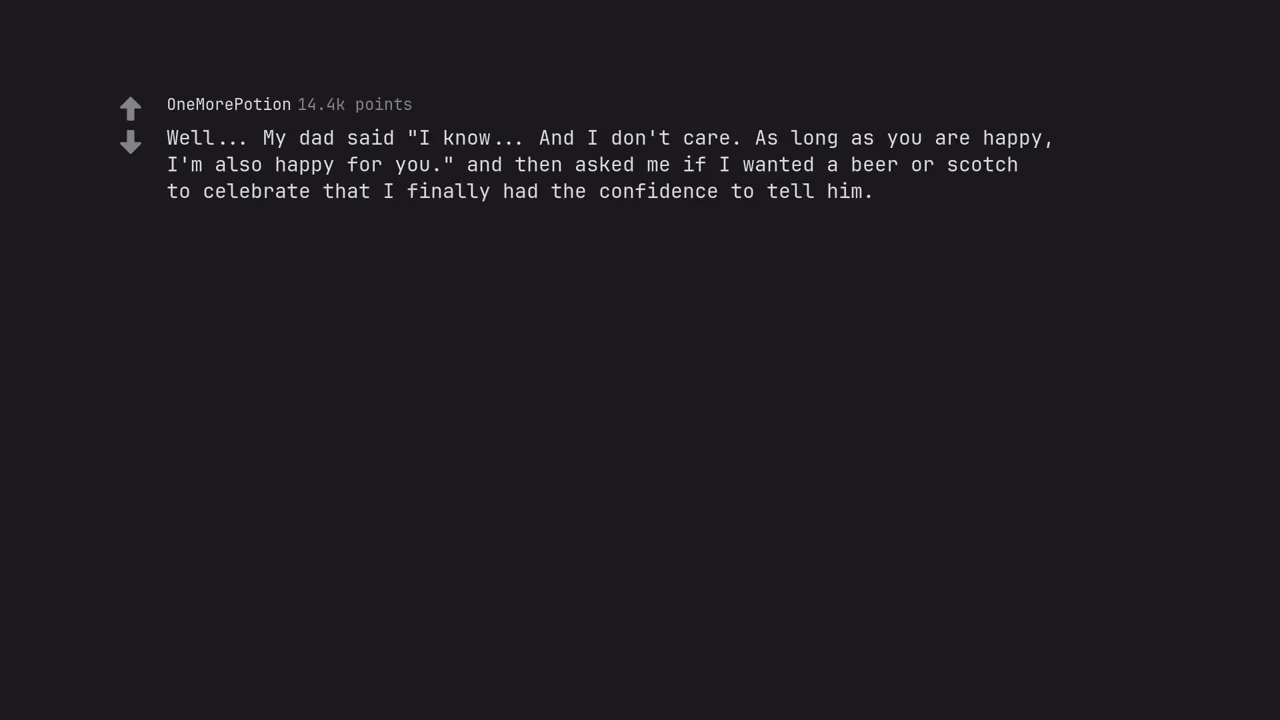 OneMorePotion 14.4k points
Well... My dad said "I know... And I don't care. As long as you are happy,
I'm also happy for you." and then asked me if I wanted a beer or scotch
to celebrate that I finally had the confidence to tell him.